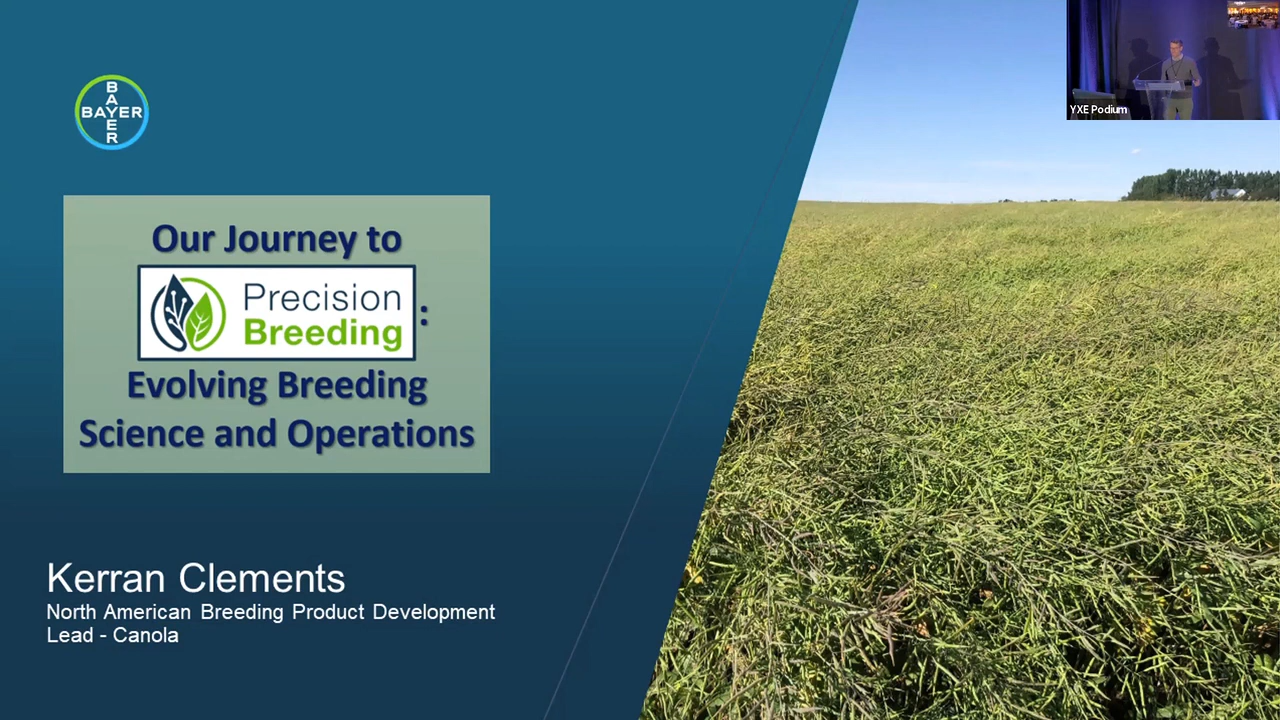 BAYER
BAYER
YXE Podium
Our Journey to
Precision
Breeding :
Evolving Breeding
Science and Operations
Kerran Clements
North American Breeding Product Development
Lead - Canola